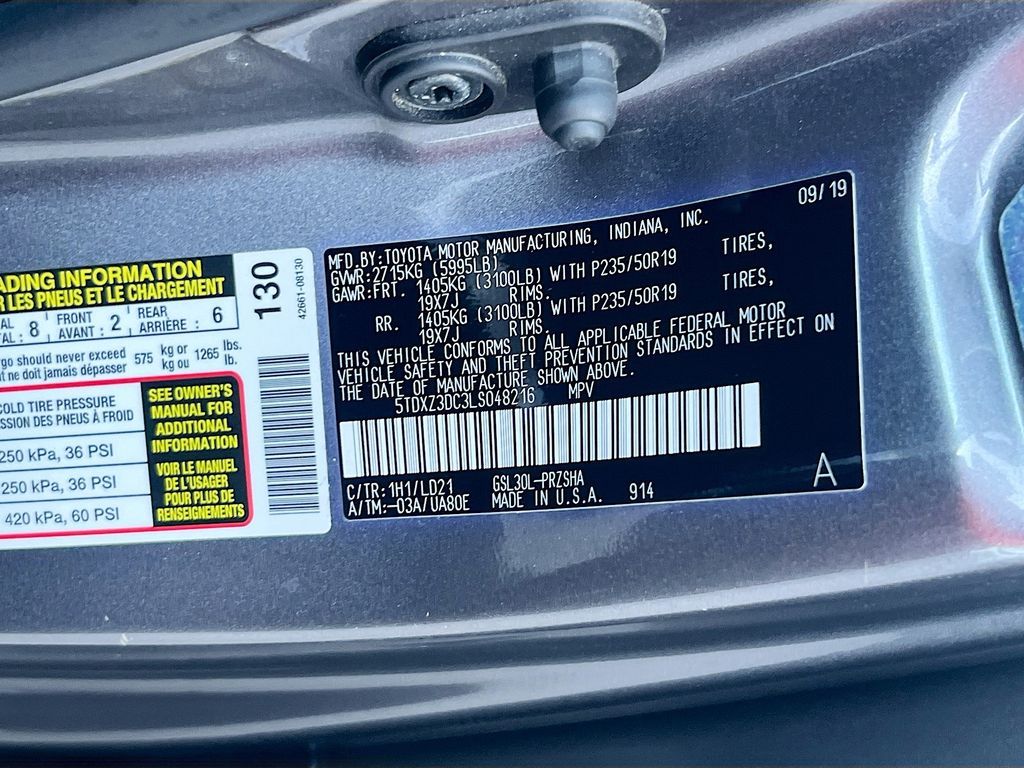 ADING INFORMATION
R LES PNEUS ET LE CHARGEMENT
AL : 8 FRONT AVANT : 2 REAR ARRIÈRE : 6
rgo should never exceed 575 kg or 1265 lbs.
t ne doit jamais dépasser kg ou lb.
COLD TIRE PRESSURE
SSION DES PNEUS À FROID
250 kPa, 36 PSI
250 kPa, 36 PSI
420 kPa, 60 PSI
SEE OWNER'S
MANUAL FOR
ADDITIONAL
INFORMATION
VOIR LE MANUEL
DE L'USAGER
POUR PLUS DE
RENSEIGNEMENTS
130
42661-08130
09/19
MFD.BY:TOYOTA MOTOR MANUFACTURING, INDIANA, INC.
GVWR:2715KG (5995LB)
GAWR:FRT. 1405KG (3100LB) WITH P235/50R19 TIRES,
19X7J RIMS.
RR. 1405KG (3100LB) WITH P235/50R19 TIRES,
19X7J RIMS.
THIS VEHICLE CONFORMS TO ALL APPLICABLE FEDERAL MOTOR
VEHICLE SAFETY AND THEFT PREVENTION STANDARDS IN EFFECT ON
THE DATE OF MANUFACTURE SHOWN ABOVE.
5TDXZ3DC3LS048216 MPV
C/TR:1H1/LD21 GSL30L-PRZSHA
A/TM:-03A/UA80E MADE IN U.S.A. 914
A